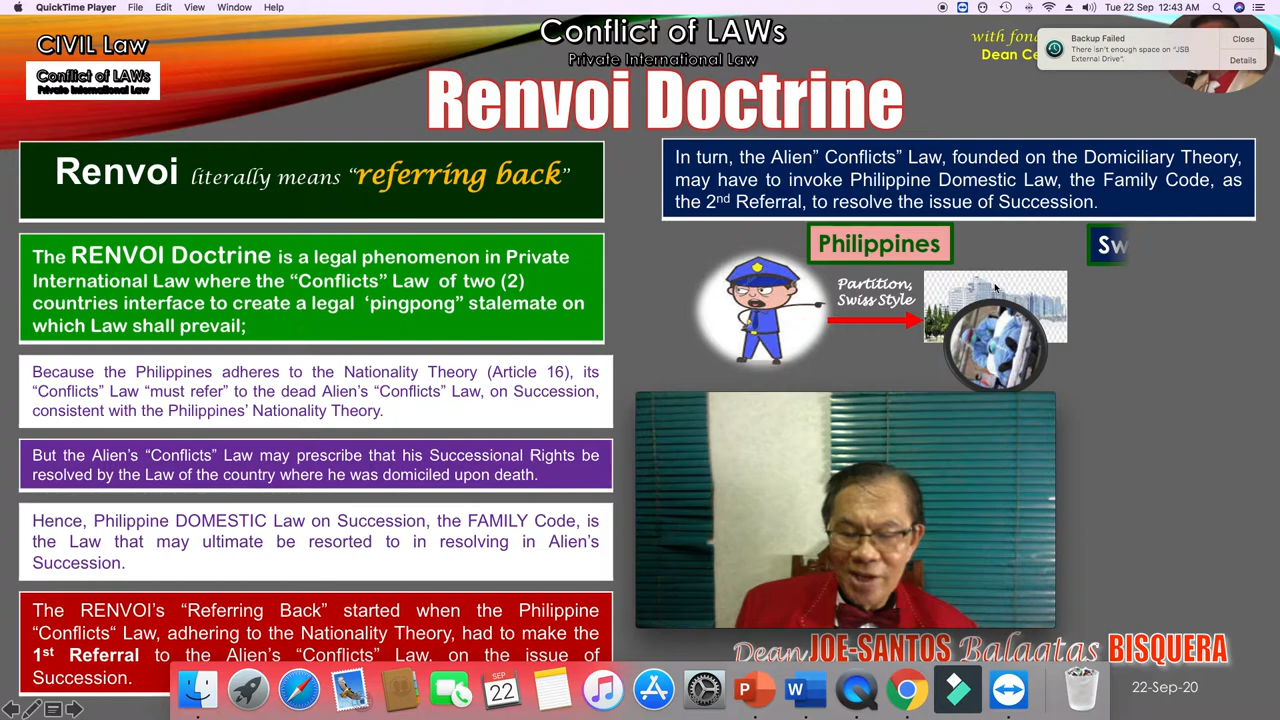 QuickTime Player File Edit View Window Help
Tue 22 Sep 12:43 AM
CIVIL Law
Conflict of LAWs
Private International Law
Conflict of LAWs
Private International Law
with
Dean
Backup Failed
There isn't enough space on "JSB
External Drive".
Close
Details
Renvoi Doctrine
Renvoi literally means "referring back"
The RENVOI Doctrine is a legal phenomenon in Private
International Law where the "Conflicts" Law of two (2)
countries interface to create a legal 'pingpong" stalemate on
which Law shall prevail;
Because the Philippines adheres to the Nationality Theory (Article 16), its
"Conflicts" Law "must refer" to the dead Alien's "Conflicts" Law, on Succession,
consistent with the Philippines' Nationality Theory.
But the Alien's "Conflicts" Law may prescribe that his Successional Rights be
resolved by the Law of the country where he was domiciled upon death.
Hence, Philippine DOMESTIC Law on Succession, the FAMILY Code, is
the Law that may ultimate be resorted to in resolving in Alien's
Succession.
The RENVOI's "Referring Back" started when the Philippine
"Conflicts" Law, adhering to the Nationality Theory, had to make the
1st Referral to the Alien's "Conflicts" Law, on the issue of
Succession.
In turn, the Alien" Conflicts" Law, founded on the Domiciliary Theory,
may have to invoke Philippine Domestic Law, the Family Code, as
the 2nd Referral, to resolve the issue of Succession.
Philippines
Sw
Partition,
Swiss Style
Dean JOE-SANTOS Balagtas BISQUERA
22-Sep-20
SEP
22